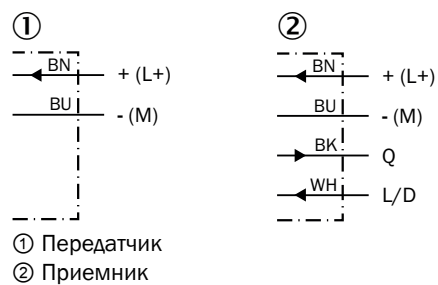 ①
BN + (L+)
BU - (M)
②
BN + (L+)
BU - (M)
BK Q
WH L/D
① Передатчик
② Приемник